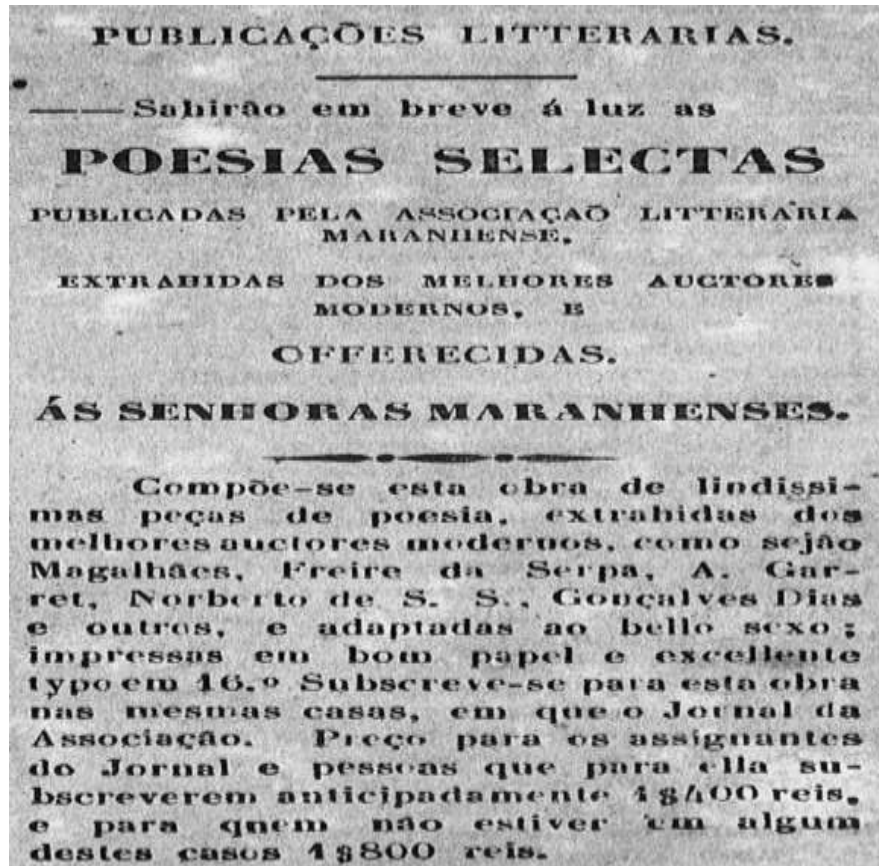 PUBLICAÇÕES LITTERARIAS.
—— Sahirão em breve á luz as
POESIAS SELECTAS
PUBLICADAS PELA ASSOCIAÇAÕ LITTERARIA
MARANHENSE,
EXTRAHIDAS DOS MELHORES AUCTORES
MODERNOS, E
OFFERECIDAS.
ÁS SENHORAS MARANHENSES.
Compõe-se esta obra de lindissi-
mas peças de poesia, extrahidas dos
melhores auctores modernos, como sejão
Magalhães, Freire da Serpa, A. Gar-
ret, Norberto de S. S., Gonçalves Dias
e outros, e adaptadas ao bello sexo;
impressas em bom papel e excellente
typo em 16.º Subscreve-se para esta obra
nas mesmas casas, em que o Jornal da
Associação. Preço para os assignantes
do Jornal e pessoas que para ella su-
bscreverem anticipadamente 1$400 reis,
e para quem não estiver em algum
destes casos 1$800 reis.